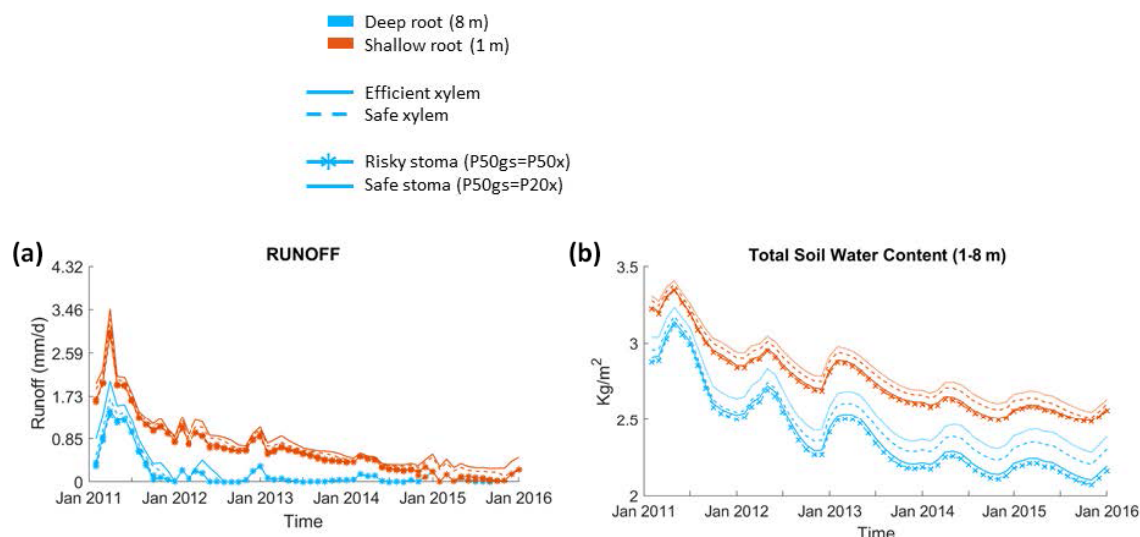 Deep root (8 m)
Shallow root (1 m)
Efficient xylem
Safe xylem
Risky stoma (P50gs=P50x)
Safe stoma (P50gs=P20x)
(a)
RUNOFF
4.32
3.46
2.59
1.73
0.85
0
Runoff (mm/d)
Jan 2011 Jan 2012 Jan 2013 Jan 2014 Jan 2015 Jan 2016
Time
(b)
Total Soil Water Content (1-8 m)
3.5
3
2.5
2
Kg/m²
Jan 2011 Jan 2012 Jan 2013 Jan 2014 Jan 2015 Jan 2016
Time